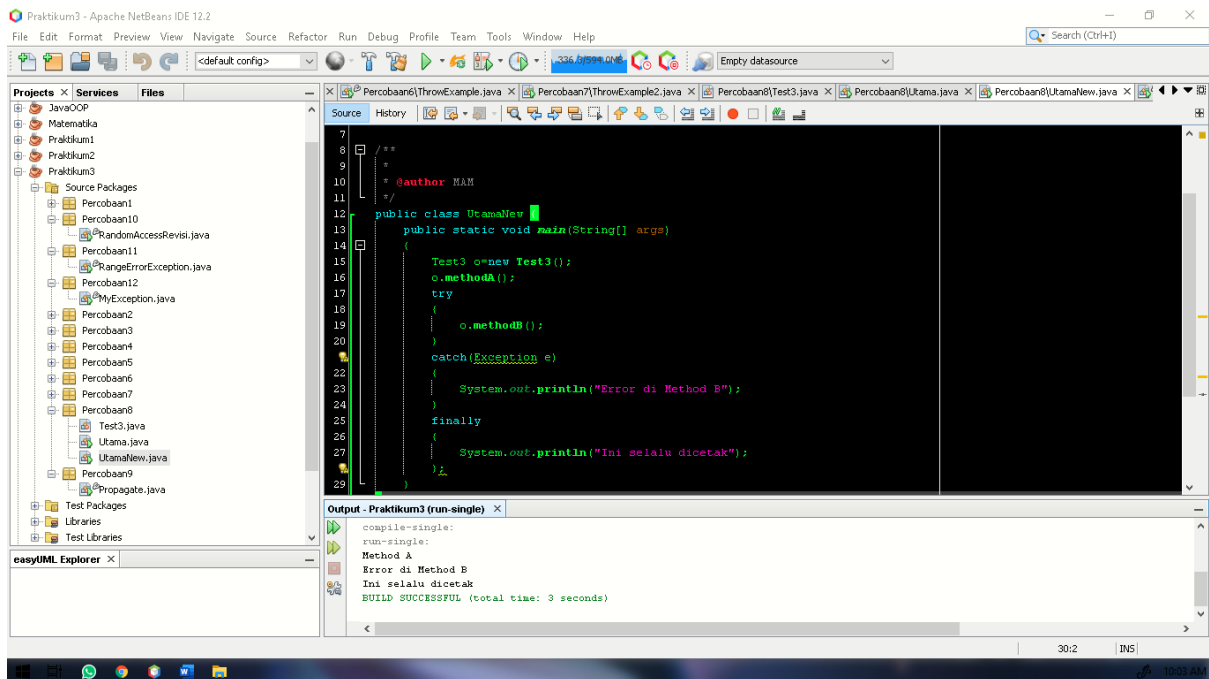 Praktikum3 - Apache NetBeans IDE 12.2
File Edit Format Preview View Navigate Source Refactor Run Debug Profile Team Tools Window Help
Search (Ctrl+I)
<default config>
336.3/594.0MB
Empty datasource
Projects Services Files
Percobaan6\ThrowExample.java Percobaan7\ThrowExample2.java Percobaan8\Test3.java Percobaan8\Utama.java Percobaan8\UtamaNew.java
Source History
JavaOOP
Matematika
Praktikum1
Praktikum2
Praktikum3
Source Packages
Percobaan1
Percobaan10
RandomAccessRevisi.java
Percobaan11
RangeErrorException.java
Percobaan12
MyException.java
Percobaan2
Percobaan3
Percobaan4
Percobaan5
Percobaan6
Percobaan7
Percobaan8
Test3.java
Utama.java
UtamaNew.java
Percobaan9
Propagate.java
Test Packages
Libraries
Test Libraries
easyUML Explorer
7
8 /**
9 *
10 * @author MAM
11 */
12 public class UtamaNew {
13 public static void main(String[] args)
14 {
15 Test3 o=new Test3();
16 o.methodA();
17 try
18 {
19 o.methodB();
20 }
catch(Exception e)
22 {
23 System.out.println("Error di Method B");
24 }
25 finally
26 {
27 System.out.println("Ini selalu dicetak");
};
29 }
Output - Praktikum3 (run-single)
compile-single:
run-single:
Method A
Error di Method B
Ini selalu dicetak
BUILD SUCCESSFUL (total time: 3 seconds)
30:2 INS
10:03 AM